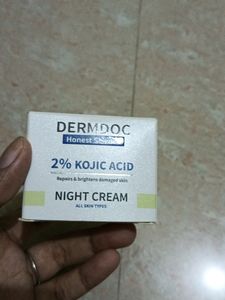 DERMDOC
Honest
2% KOJIC ACID
Repairs & brightens damaged skin
NIGHT CREAM
ALL SKIN TYPES